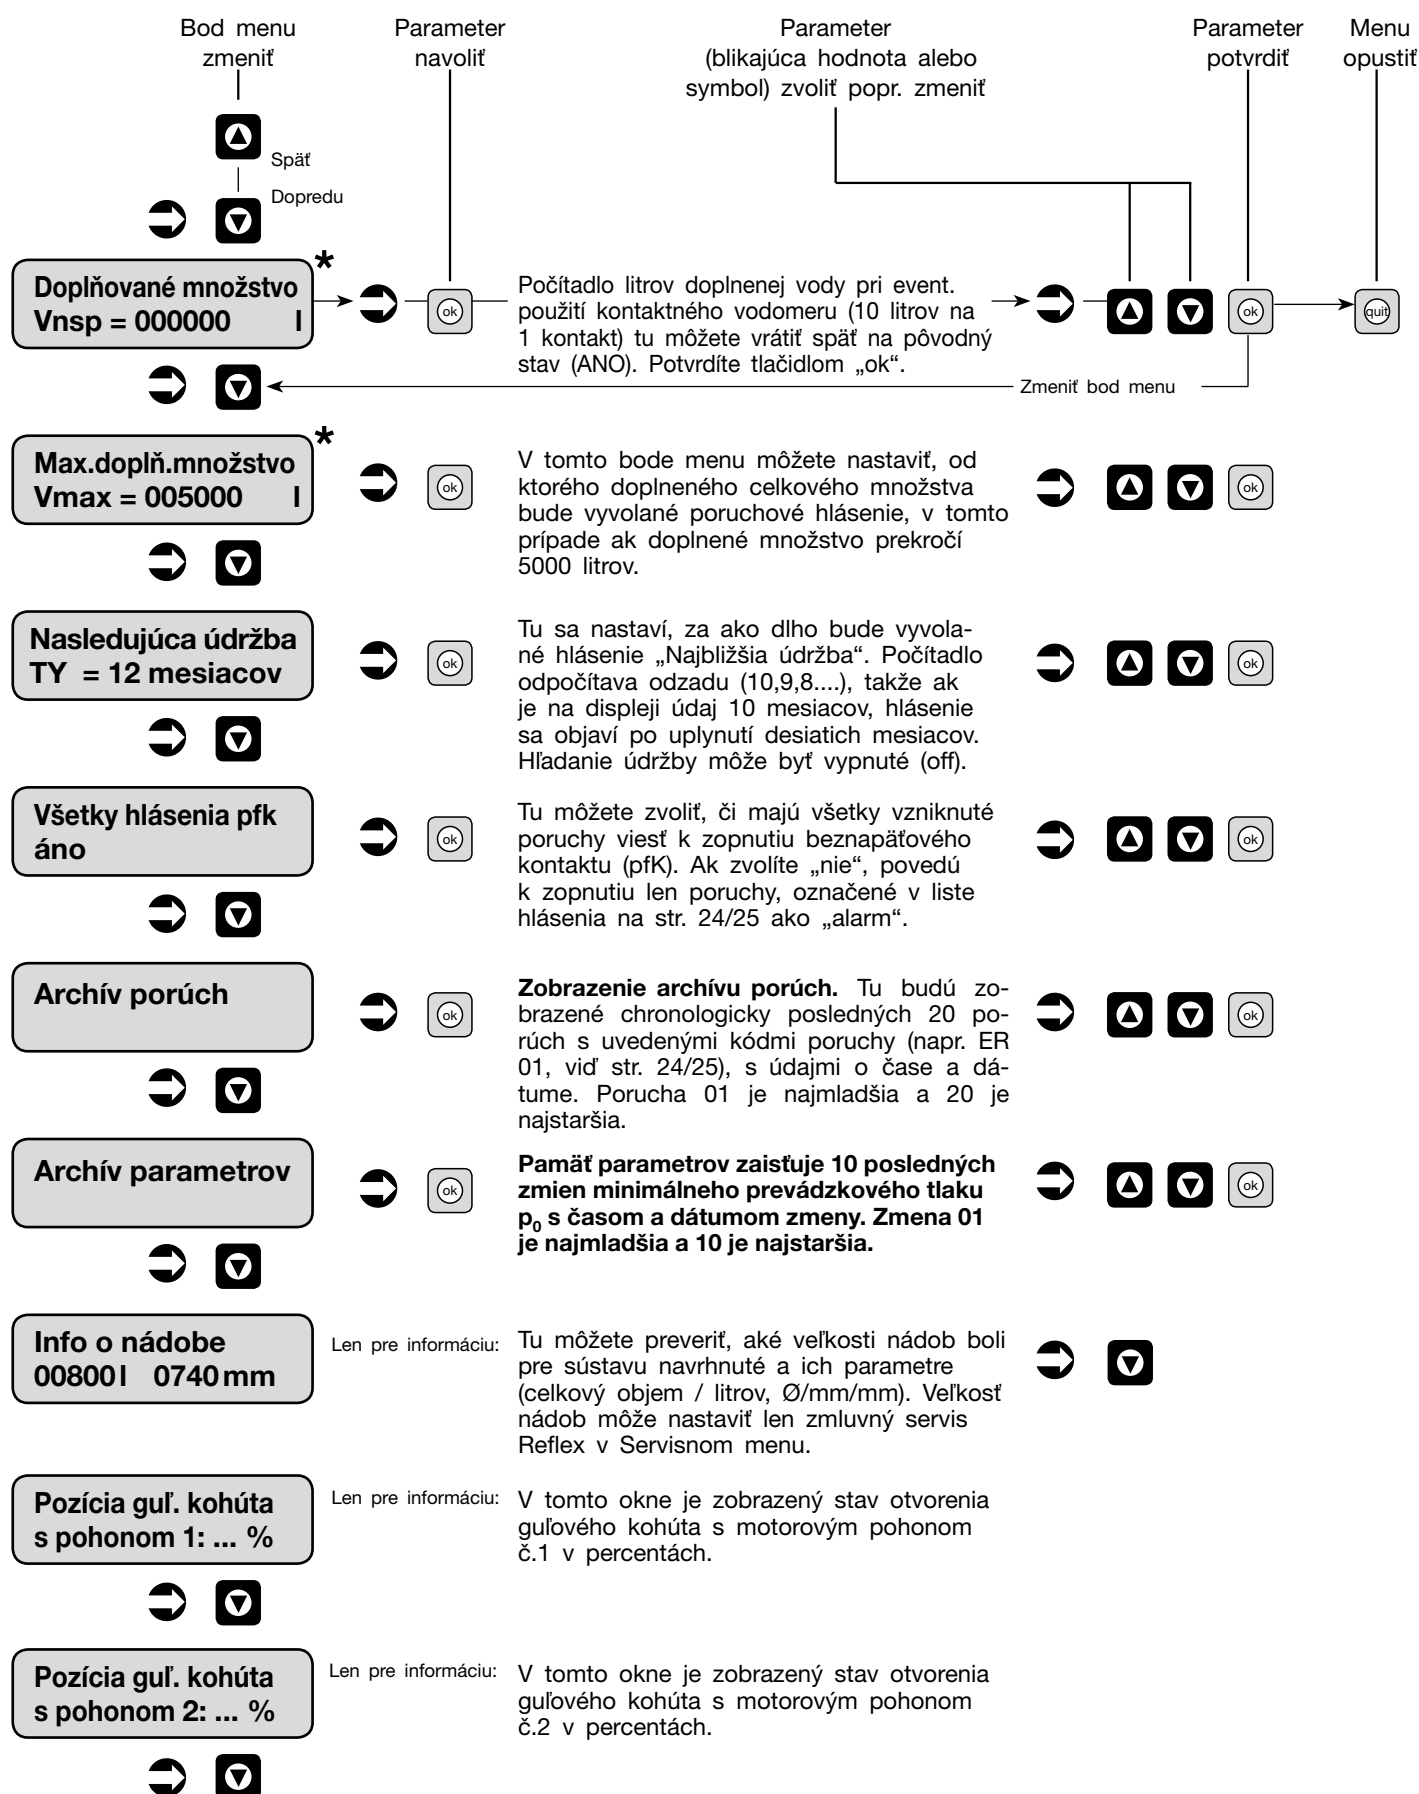 Bod menu
zmeniť
Parameter
navoliť
Parameter
(blikajúca hodnota alebo
symbol) zvoliť popr. zmeniť
Parameter
potvrdiť
Menu
opustiť
Späť
Dopredu
Doplňované množstvo
Vnsp = 000000 l
*
ok
Počítadlo litrov doplnenej vody pri event.
použití kontaktného vodomeru (10 litrov na
1 kontakt) tu môžete vrátiť späť na pôvodný
stav (ANO). Potvrdíte tlačidlom „ok“.
ok
quit
Zmeniť bod menu
Max.doplň.množstvo
Vmax = 005000 l
*
ok
V tomto bode menu môžete nastaviť, od
ktorého doplneného celkového množstva
bude vyvolané poruchové hlásenie, v tomto
prípade ak doplnené množstvo prekročí
5000 litrov.
ok
Nasledujúca údržba
TY = 12 mesiacov
ok
Tu sa nastaví, za ako dlho bude vyvola-
né hlásenie „Najbližšia údržba“. Počítadlo
odpočítava odzadu (10,9,8....), takže ak
je na displeji údaj 10 mesiacov, hlásenie
sa objaví po uplynutí desiatich mesiacov.
Hľadanie údržby môže byť vypnuté (off).
ok
Všetky hlásenia pfk
áno
ok
Tu môžete zvoliť, či majú všetky vzniknuté
poruchy viesť k zopnutiu beznapäťového
kontaktu (pfK). Ak zvolíte „nie“, povedú
k zopnutiu len poruchy, označené v liste
hlásenia na str. 24/25 ako „alarm“.
ok
Archív porúch
ok
Zobrazenie archívu porúch. Tu budú zo-
brazené chronologicky posledných 20 po-
rúch s uvedenými kódmi poruchy (napr. ER
01, viď str. 24/25), s údajmi o čase a dá-
tume. Porucha 01 je najmladšia a 20 je
najstaršia.
ok
Archív parametrov
ok
Pamäť parametrov zaisťuje 10 posledných
zmien minimálneho prevádzkového tlaku
p₀ s časom a dátumom zmeny. Zmena 01
je najmladšia a 10 je najstaršia.
ok
Info o nádobe
00800 l 0740 mm
Len pre informáciu:
Tu môžete preveriť, aké veľkosti nádob boli
pre sústavu navrhnuté a ich parametre
(celkový objem / litrov, Ø/mm/mm). Veľkosť
nádob môže nastaviť len zmluvný servis
Reflex v Servisnom menu.
Pozícia guľ. kohúta
s pohonom 1: ... %
Len pre informáciu:
V tomto okne je zobrazený stav otvorenia
guľového kohúta s motorovým pohonom
č.1 v percentách.
Pozícia guľ. kohúta
s pohonom 2: ... %
Len pre informáciu:
V tomto okne je zobrazený stav otvorenia
guľového kohúta s motorovým pohonom
č.2 v percentách.